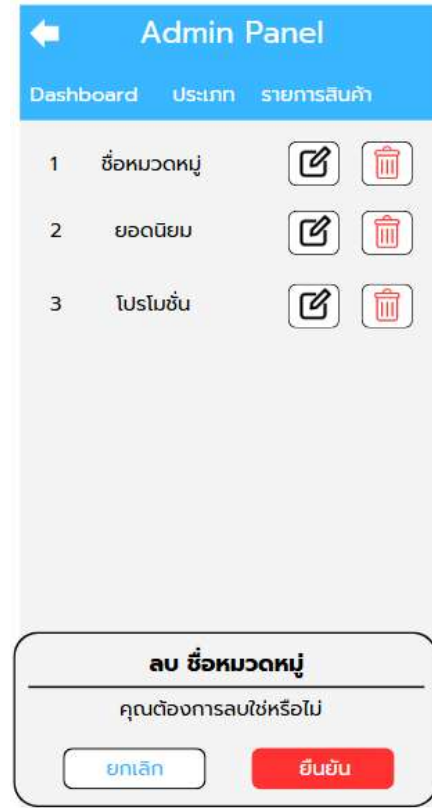 Admin Panel
Dashboard ประเภท รายการสินค้า
1 ชื่อหมวดหมู่
2 ยอดนิยม
3 โปรโมชั่น
ลบ ชื่อหมวดหมู่
คุณต้องการลบใช่หรือไม่
ยกเลิก ยืนยัน